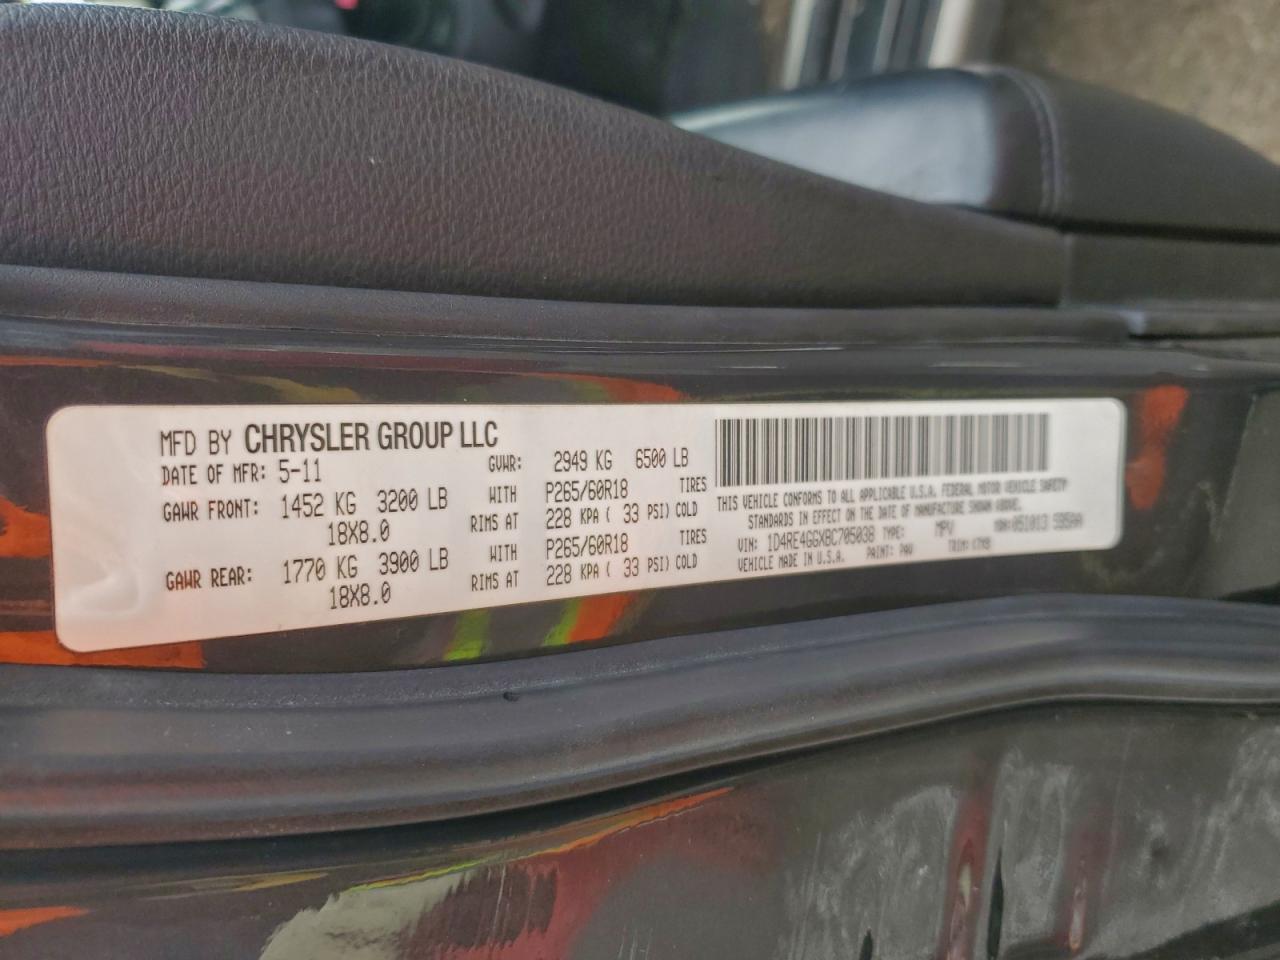 MFD BY CHRYSLER GROUP LLC
DATE OF MFR: 5-11 GVWR: 2949 KG 6500 LB
GAWR FRONT: 1452 KG 3200 LB WITH P265/60R18 TIRES
18X8.0 RIMS AT 228 KPA ( 33 PSI) COLD
GAWR REAR: 1770 KG 3900 LB WITH P265/60R18 TIRES
18X8.0 RIMS AT 228 KPA ( 33 PSI) COLD
THIS VEHICLE CONFORMS TO ALL APPLICABLE U.S.A. FEDERAL MOTOR VEHICLE SAFETY
STANDARDS IN EFFECT ON THE DATE OF MANUFACTURE SHOWN ABOVE.
VIN: 1D4RE4GGXBC705038 TYPE: MPV MDH:051013
VEHICLE MADE IN U.S.A. PAINT: PAU TRIM: